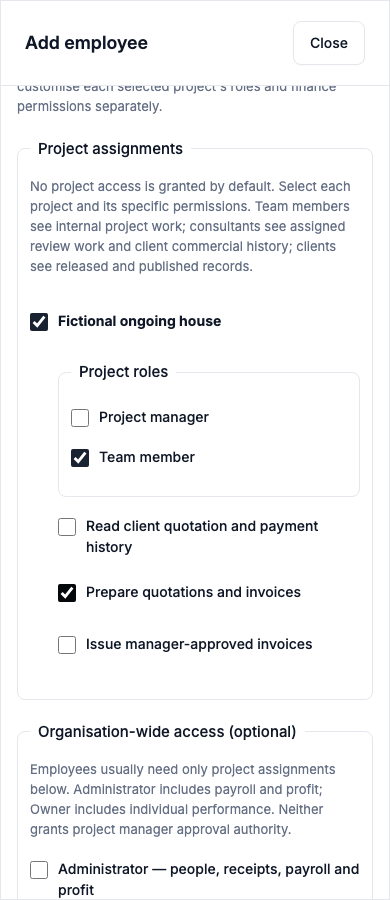 Add employee
Close
customise each selected project's roles and finance
permissions separately.
Project assignments
No project access is granted by default. Select each
project and its specific permissions. Team members
see internal project work; consultants see assigned
review work and client commercial history; clients
see released and published records.
Fictional ongoing house
Project roles
Project manager
Team member
Read client quotation and payment
history
Prepare quotations and invoices
Issue manager-approved invoices
Organisation-wide access (optional)
Employees usually need only project assignments
below. Administrator includes payroll and profit;
Owner includes individual performance. Neither
grants project manager approval authority.
Administrator — people, receipts, payroll and
profit